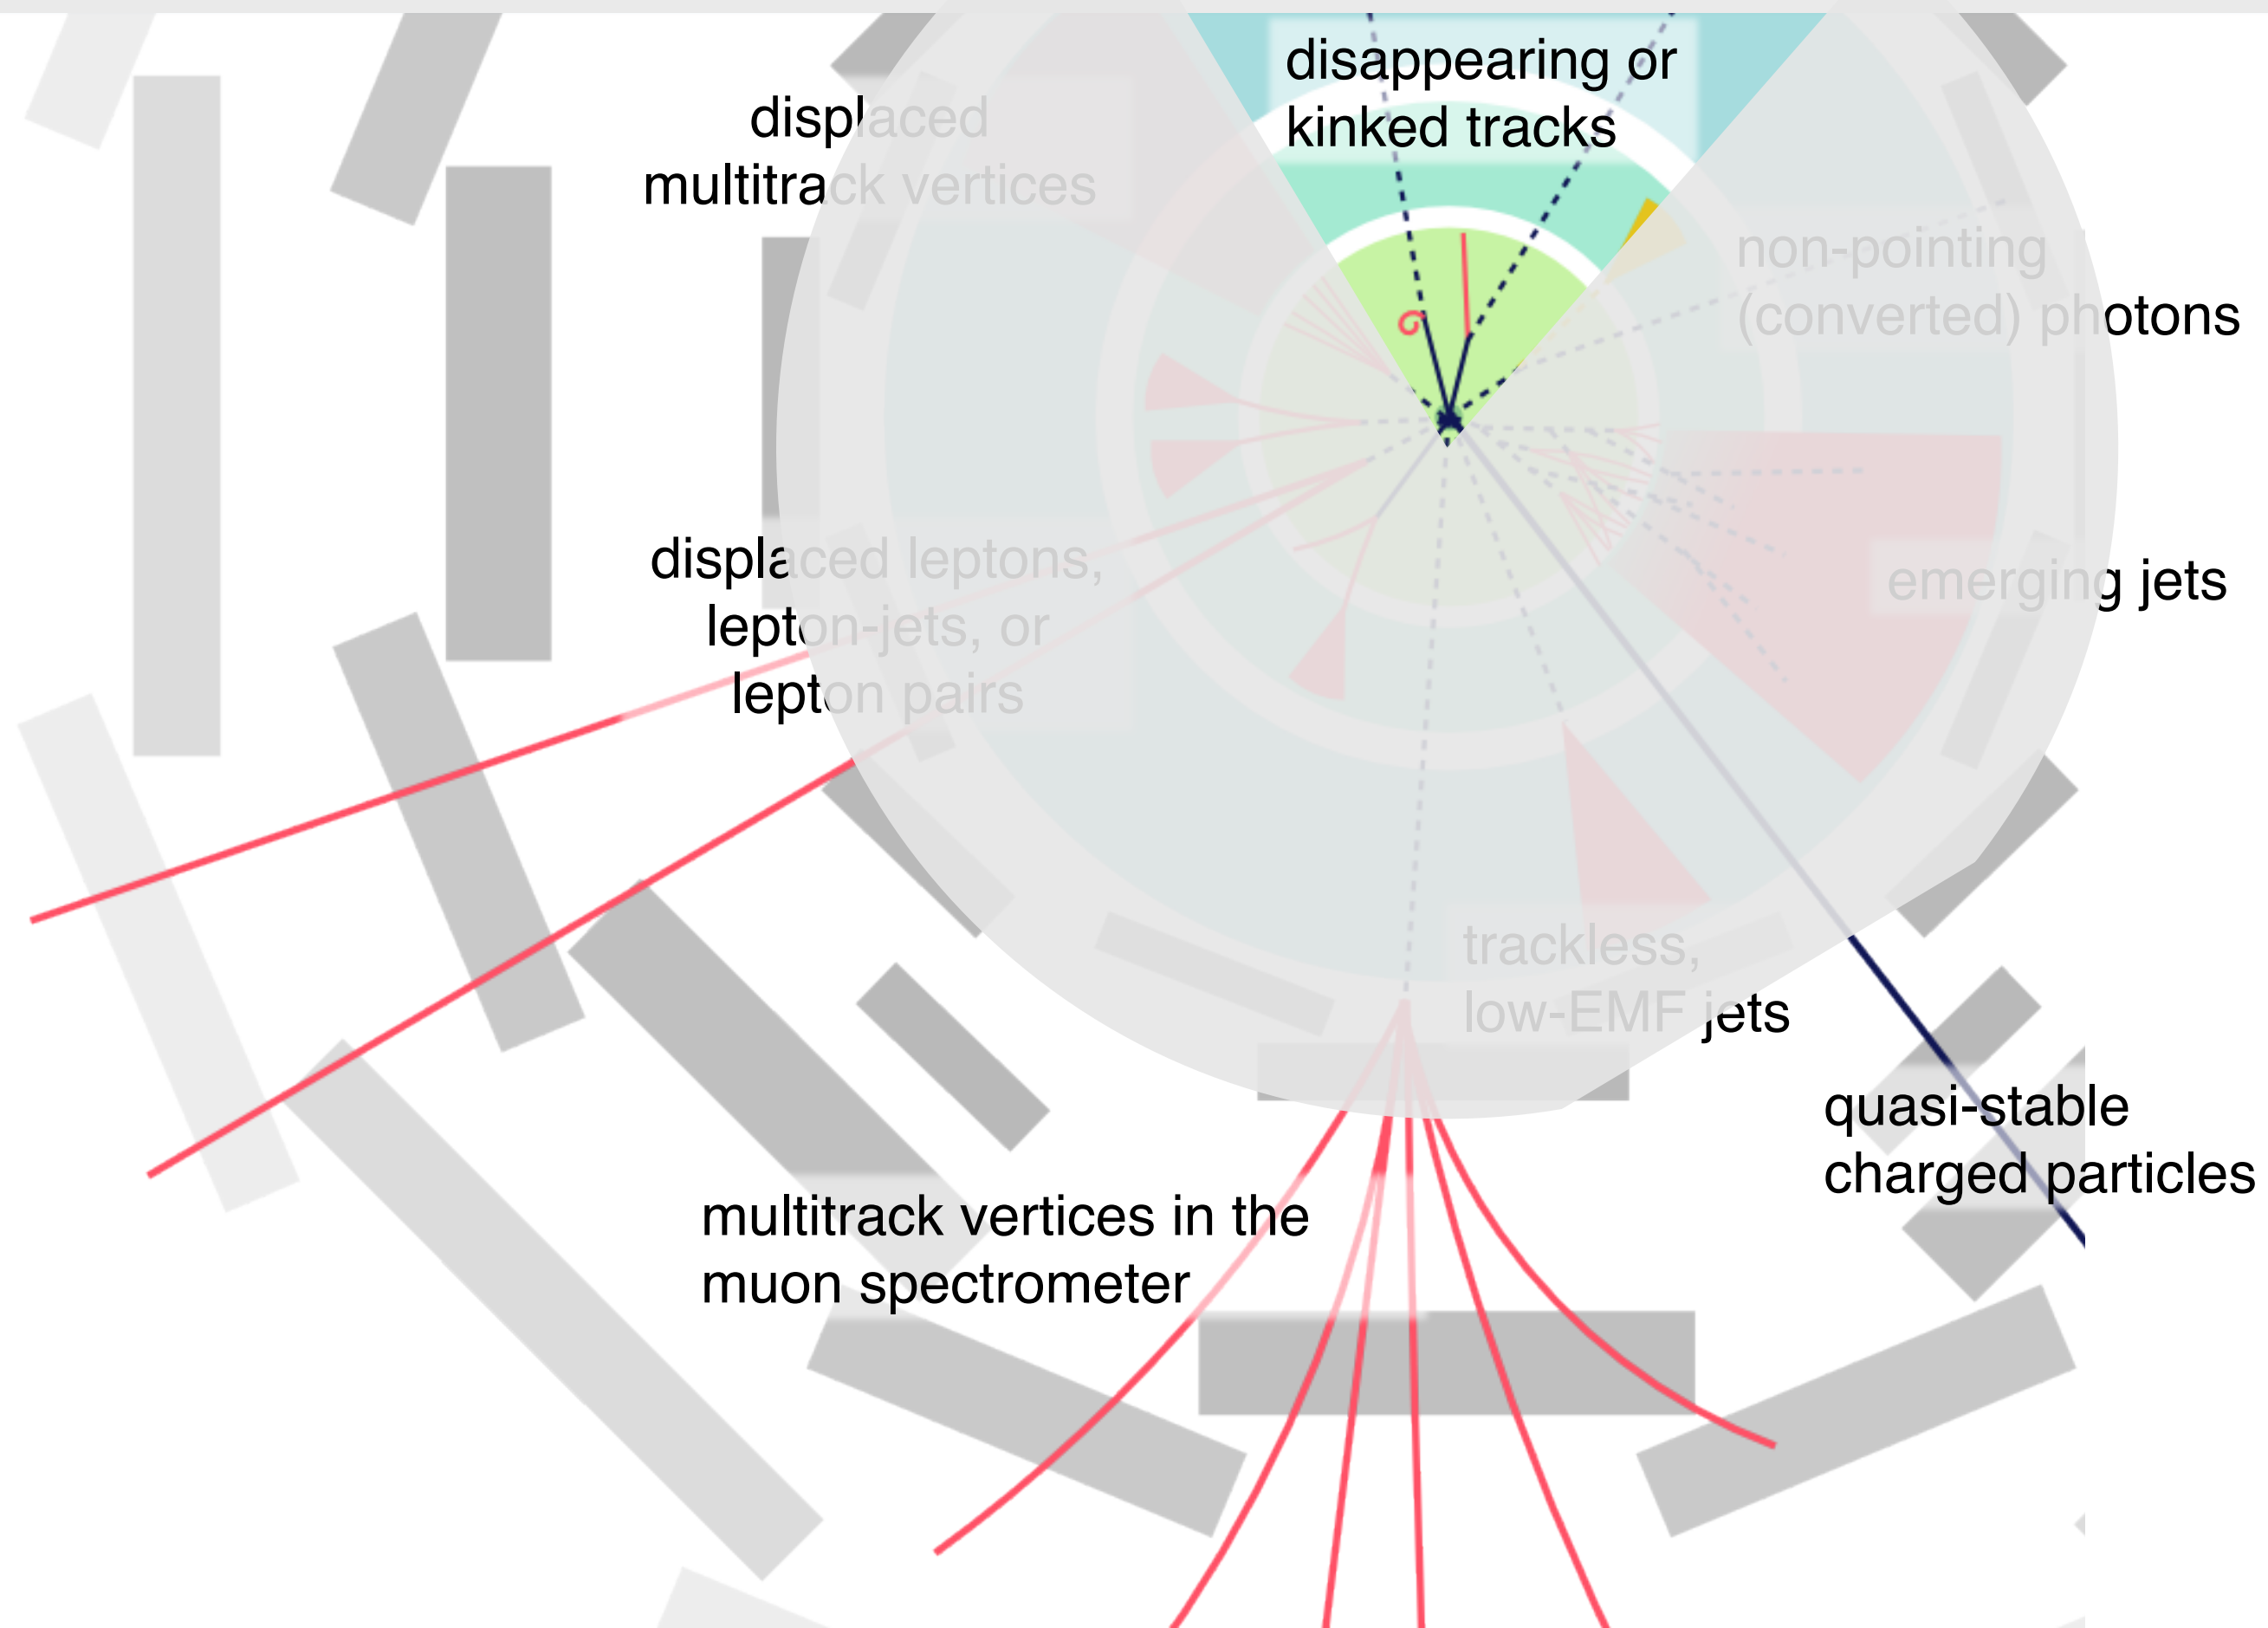 disappearing or
kinked tracks
displaced
multitrack vertices
non-pointing
(converted) photons
displaced leptons,
lepton-jets, or
lepton pairs
emerging jets
trackless,
low-EMF jets
quasi-stable
charged particles
multitrack vertices in the
muon spectrometer